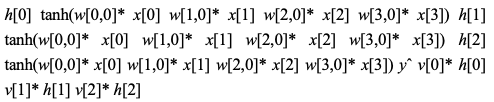 h[0] tanh(w[0,0]* x[0] w[1,0]* x[1] w[2,0]* x[2] w[3,0]* x[3]) h[1]
tanh(w[0,0]* x[0] w[1,0]* x[1] w[2,0]* x[2] w[3,0]* x[3]) h[2]
tanh(w[0,0]* x[0] w[1,0]* x[1] w[2,0]* x[2] w[3,0]* x[3]) yˆ v[0]* h[0]
v[1]* h[1] v[2]* h[2]